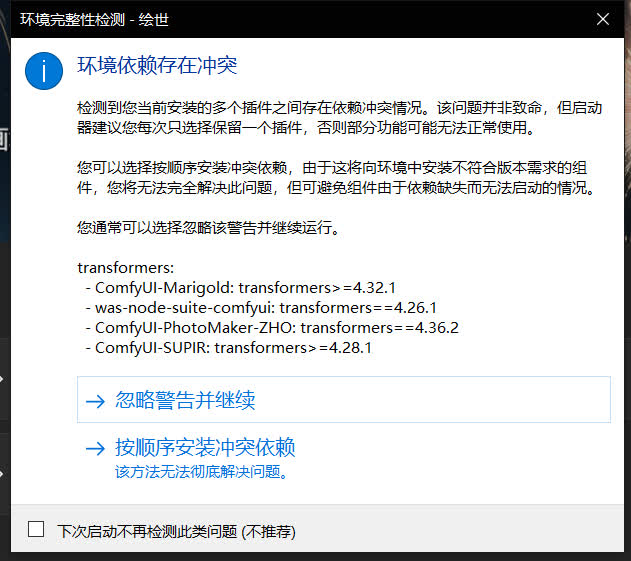 环境完整性检测 - 绘世
环境依赖存在冲突
检测到您当前安装的多个插件之间存在依赖冲突情况。该问题并非致命，但启动
器建议您每次只选择保留一个插件，否则部分功能可能无法正常使用。
您可以选择按顺序安装冲突依赖，由于这将向环境中安装不符合版本需求的组
件，您将无法完全解决此问题，但可避免组件由于依赖缺失而无法启动的情况。
您通常可以选择忽略该警告并继续运行。
transformers:
- ComfyUI-Marigold: transformers>=4.32.1
- was-node-suite-comfyui: transformers==4.26.1
- ComfyUI-PhotoMaker-ZHO: transformers==4.36.2
- ComfyUI-SUPIR: transformers>=4.28.1
忽略警告并继续
按顺序安装冲突依赖
该方法无法彻底解决问题。
下次启动不再检测此类问题 (不推荐)